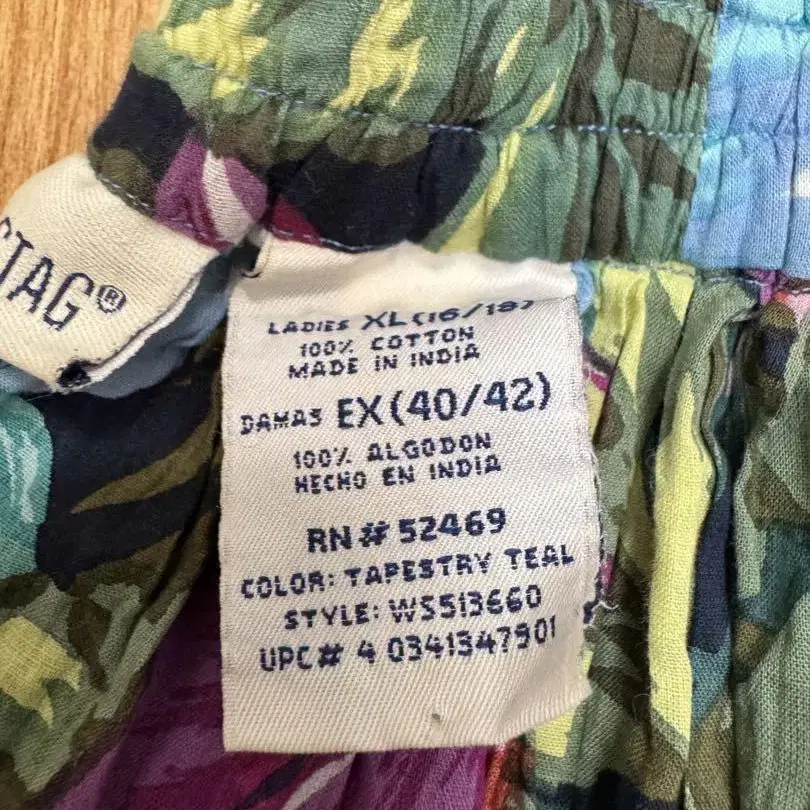 STAG®
LADIES XL(16/18)
100% COTTON
MADE IN INDIA
DAMAS EX(40/42)
100% ALGODON
HECHO EN INDIA
RN# 52469
COLOR: TAPESTRY TEAL
STYLE: WS513660
UPC# 4 0341347901